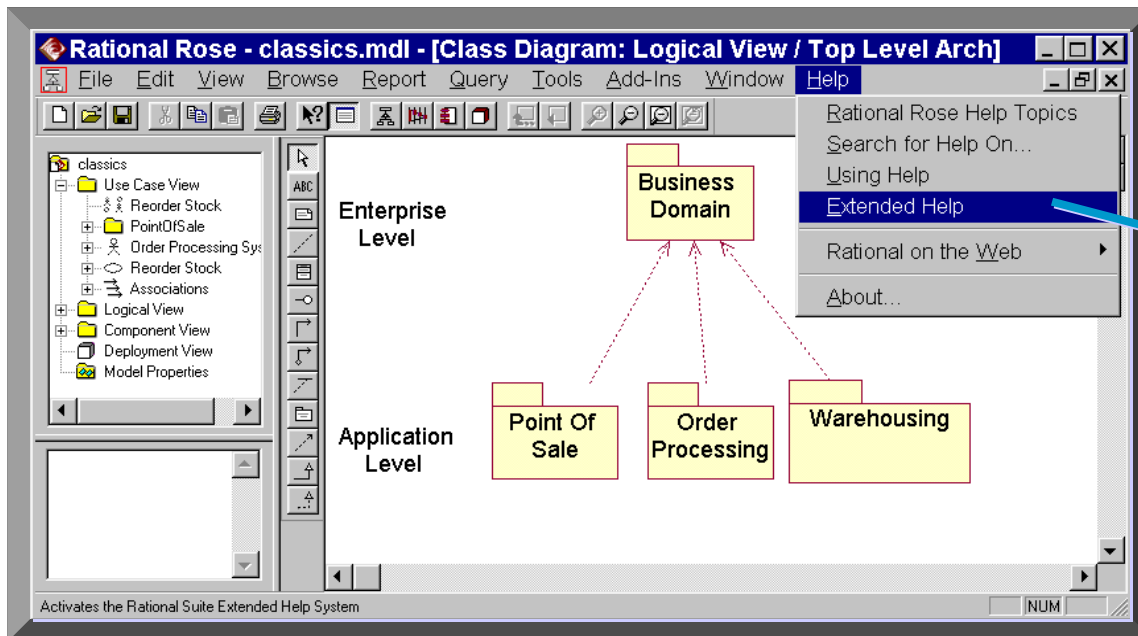 Rational Rose - classics.mdl - [Class Diagram: Logical View / Top Level Arch]
File Edit View Browse Report Query Tools Add-Ins Window Help
Rational Rose Help Topics
Search for Help On...
Using Help
Extended Help
Rational on the Web
About...
classics
Use Case View
Reorder Stock
PointOfSale
Order Processing Sys
Reorder Stock
Associations
Logical View
Component View
Deployment View
Model Properties
ABC
Enterprise
Level
Business
Domain
Application
Level
Point Of
Sale
Order
Processing
Warehousing
Activates the Rational Suite Extended Help System
NUM